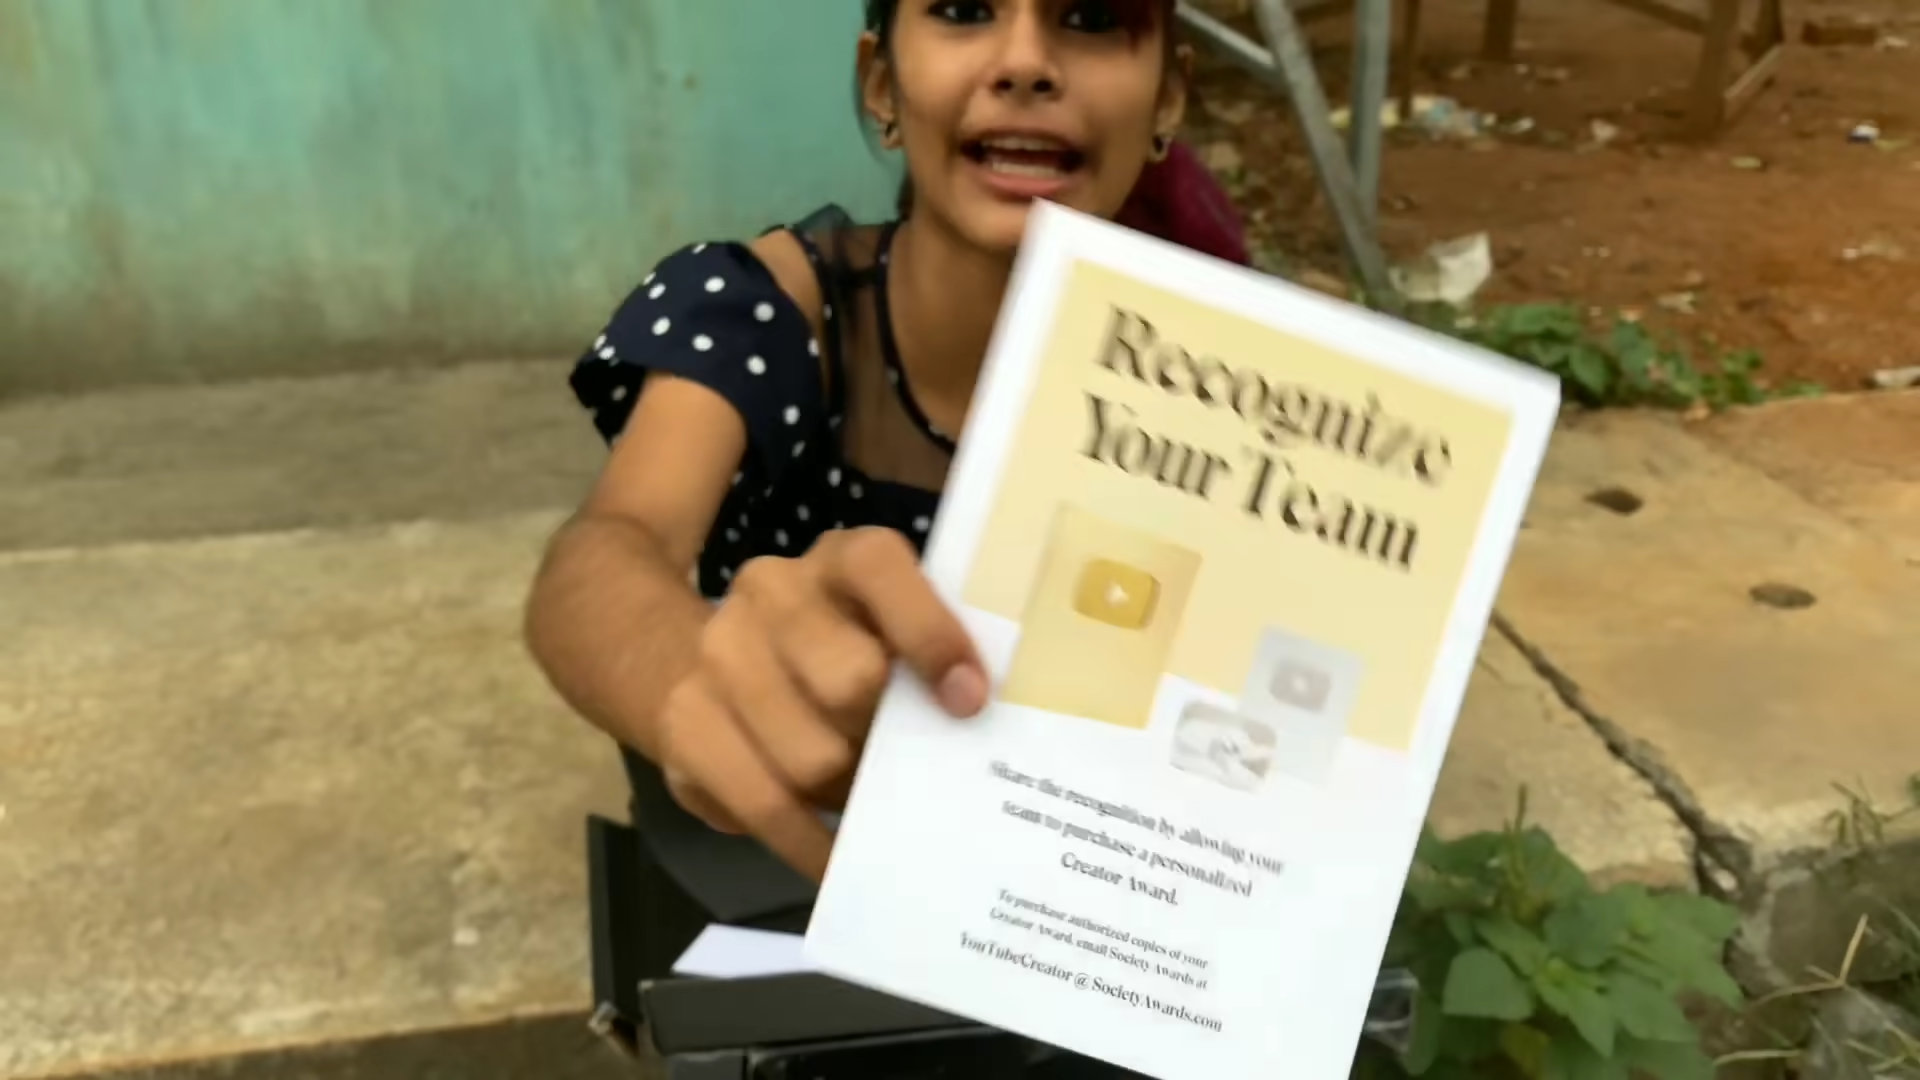 Recognize
Your Team
Share the recognition by allowing your
team to purchase a personalized
Creator Award.
To purchase authorized copies of your
Creator Award, email Society Awards at
YouTubeCreator@SocietyAwards.com